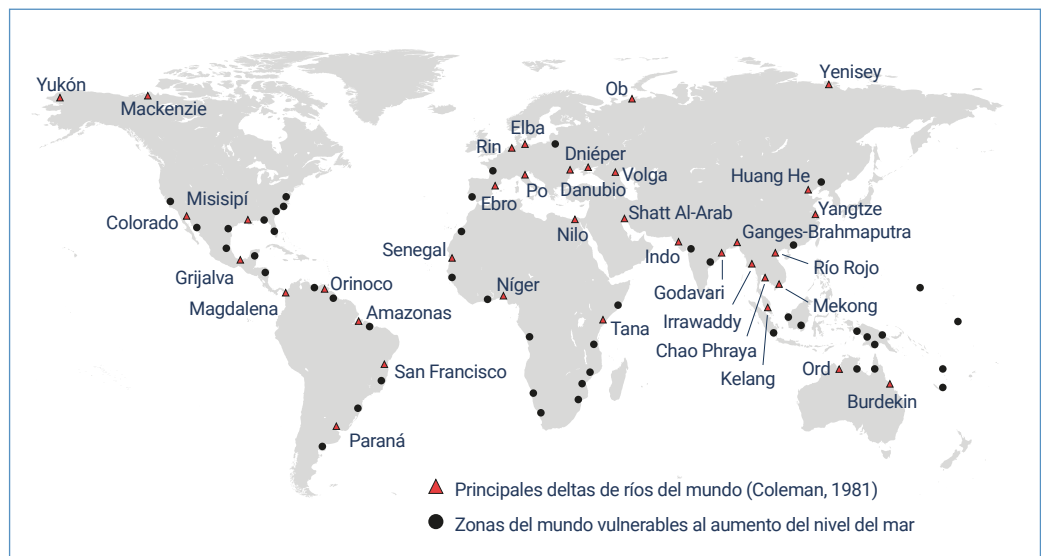 Yukón
Mackenzie
Ob
Yenisey
Elba
Rin
Dniéper
Volga
Po
Danubio
Ebro
Huang He
Misisipí
Colorado
Yangtze
Shatt Al-Arab
Ganges-Brahmaputra
Nilo
Senegal
Indo
Río Rojo
Grijalva
Orinoco
Níger
Godavari
Magdalena
Amazonas
Mekong
Irrawaddy
Tana
Chao Phraya
San Francisco
Ord
Kelang
Burdekin
Paraná
Principales deltas de ríos del mundo (Coleman, 1981)
Zonas del mundo vulnerables al aumento del nivel del mar